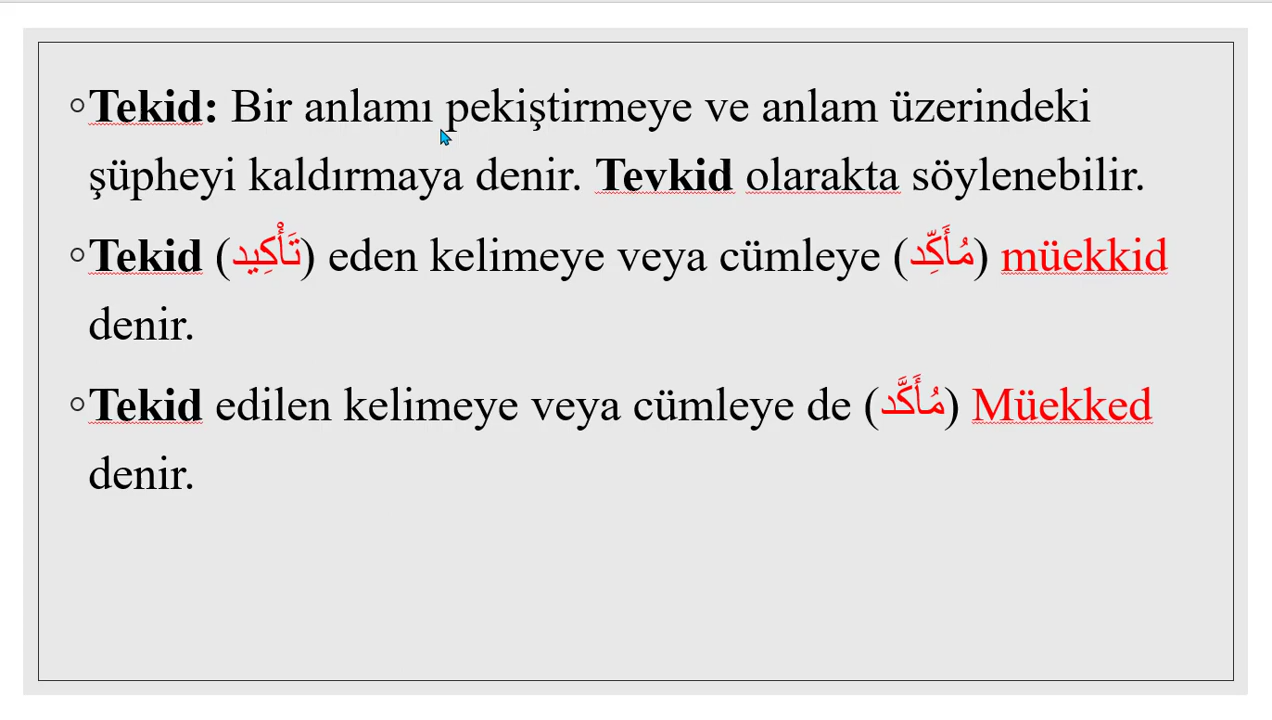 ◦Tekid: Bir anlamı pekiştirmeye ve anlam üzerindeki
şüpheyi kaldırmaya denir. Tevkid olarakta söylenebilir.
◦Tekid (تَأْكِيد) eden kelimeye veya cümleye (مُأَكِّد) müekkid
denir.
◦Tekid edilen kelimeye veya cümleye de (مُأَكَّد) Müekked
denir.